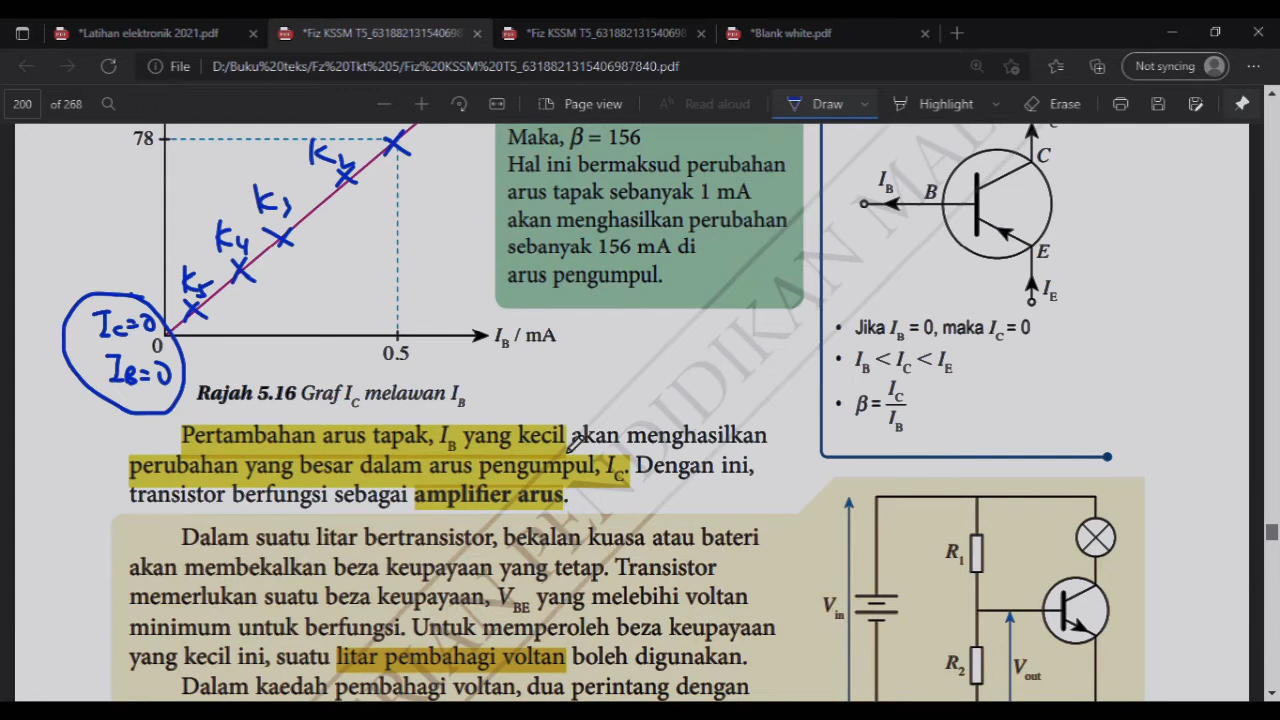 *Latihan elektronik 2021.pdf
*Fiz KSSM T5_631882131540698
*Fiz KSSM T5_631882131540698
*Blank white.pdf
File
D:/Buku%20teks/Fz%20Tkt%205/Fiz%20KSSM%20T5_6318821315406987840.pdf
Not syncing
200 of 268
Page view
Read aloud
Draw
Highlight
Erase
78
K2
K3
K4
K5
IC=0
IB=0
0
0.5
IB / mA
Rajah 5.16 Graf IC melawan IB
Maka, β = 156
Hal ini bermaksud perubahan
arus tapak sebanyak 1 mA
akan menghasilkan perubahan
sebanyak 156 mA di
arus pengumpul.
C
IB
B
E
IE
• Jika IB = 0, maka IC = 0
• IB < IC < IE
• β = IC
IB
Pertambahan arus tapak, IB yang kecil akan menghasilkan
perubahan yang besar dalam arus pengumpul, IC. Dengan ini,
transistor berfungsi sebagai amplifier arus.
Dalam suatu litar bertransistor, bekalan kuasa atau bateri
akan membekalkan beza keupayaan yang tetap. Transistor
memerlukan suatu beza keupayaan, VBE yang melebihi voltan
minimum untuk berfungsi. Untuk memperoleh beza keupayaan
yang kecil ini, suatu litar pembahagi voltan boleh digunakan.
Dalam kaedah pembahagi voltan, dua perintang dengan
R1
Vin
R2
Vout
PENDIDIKAN